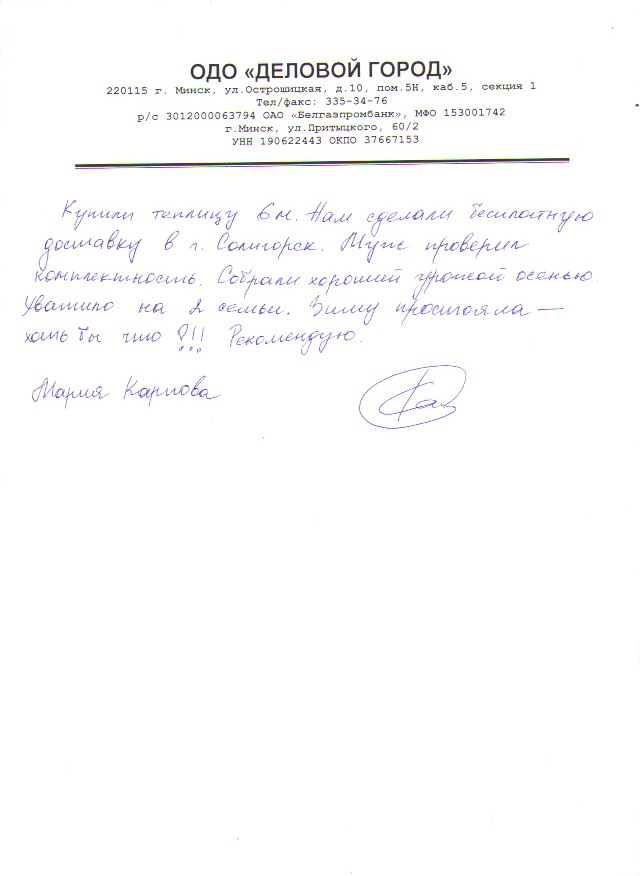 ОДО «ДЕЛОВОЙ ГОРОД»
220115 г. Минск, ул.Острошицкая, д.10, пом.5Н, каб.5, секция 1
Тел/факс: 335-34-76
р/с 3012000063794 ОАО «Белгазпромбанк», МФО 153001742
г.Минск, ул.Притыцкого, 60/2
УНН 190622443 ОКПО 37667153
Купили теплицу 6м. Нам сделали бесплатную
доставку в г. Солигорск. Муж проверил
комплектность. Собрали хороший урожай осенью.
Хватило на 2 семьи. Зиму простояла —
хоть бы что ?!! Рекомендую.
Мария Карпова